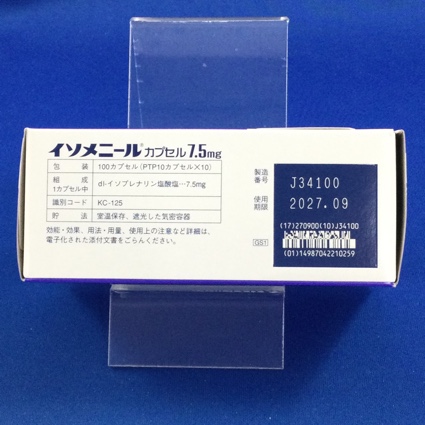 イソメニール® カプセル 7.5mg
包装 100カプセル(PTP10カプセル×10)
組成 1カプセル中 dl-イソプレナリン塩酸塩…7.5mg
識別コード KC-125
貯法 室温保存、遮光した気密容器
効能・効果、用法・用量、使用上の注意など詳細は、
電子化された添付文書をごらんください。
製造番号 J34100
使用期限 2027.09
(17)270900(10)J34100
GS1
(01)14987042210259